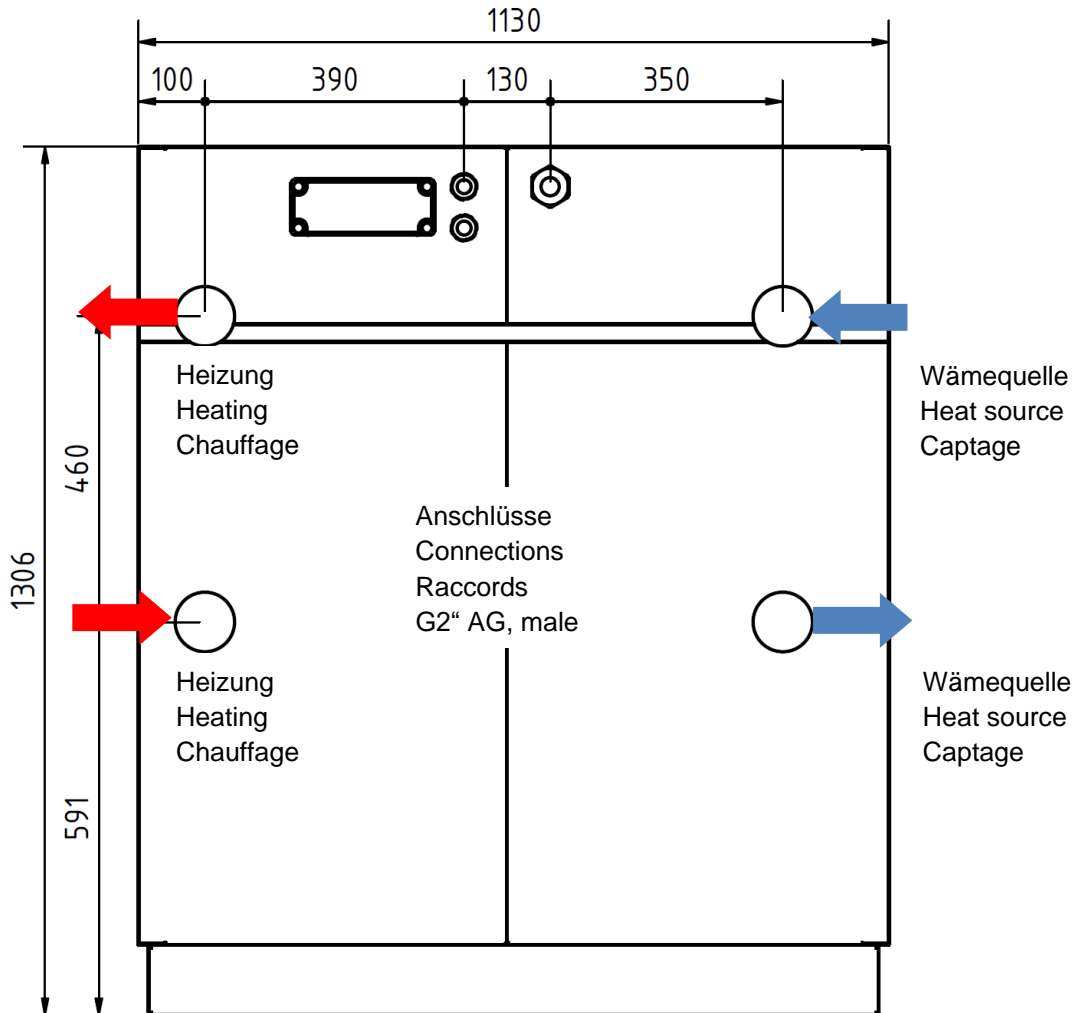 1130
100 390 130 350
Heizung
Heating
Chauffage
Wämequelle
Heat source
Captage
460
Anschlüsse
Connections
Raccords
G2“ AG, male
1306
Heizung
Heating
Chauffage
Wämequelle
Heat source
Captage
591